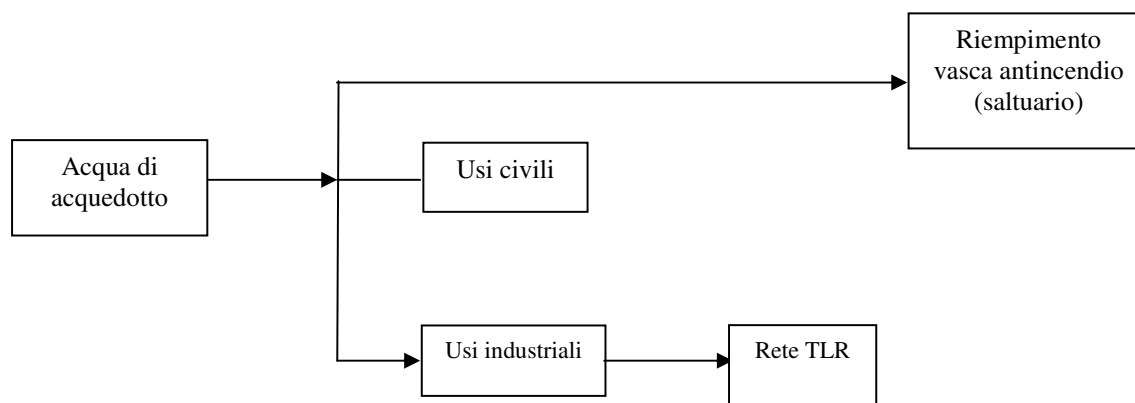 Riempimento
vasca antincendio
(saltuario)
Acqua di
acquedotto
Usi civili
Usi industriali
Rete TLR